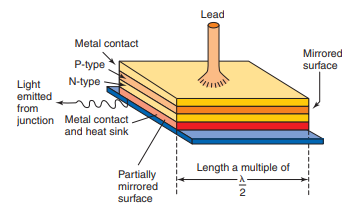 Lead
Metal contact
Mirrored
surface
P-type
N-type
Light
emitted
from
junction
Metal contact
and heat sink
Partially
mirrored
surface
Length a multiple of
λ
2